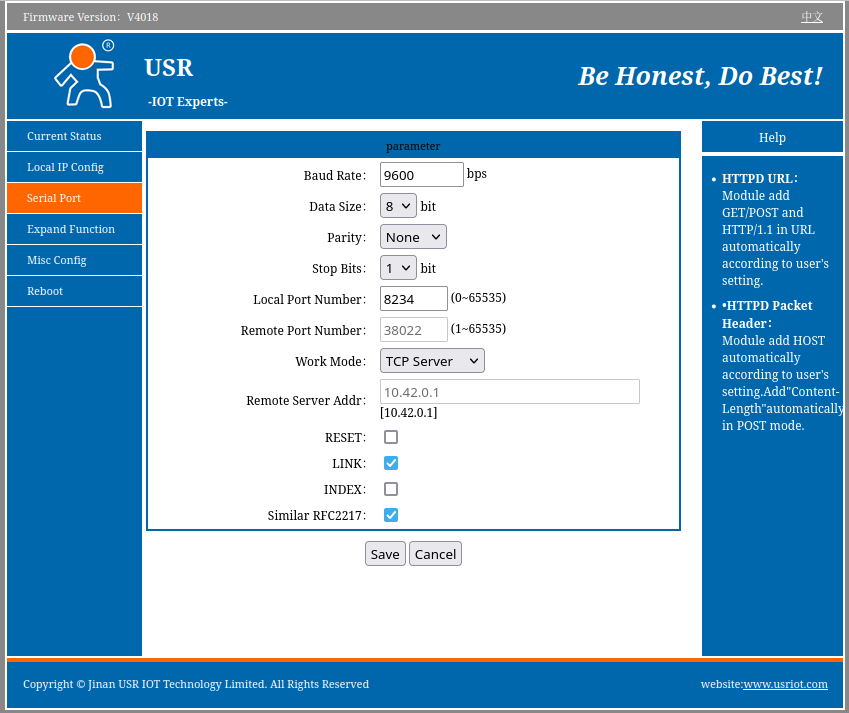 Firmware Version: V4018
中文
®
USR
-IOT Experts-
Be Honest, Do Best!
Current Status
Local IP Config
Serial Port
Expand Function
Misc Config
Reboot
parameter
Baud Rate: 9600 bps
Data Size: 8 bit
Parity: None
Stop Bits: 1 bit
Local Port Number: 8234 (0~65535)
Remote Port Number: 38022 (1~65535)
Work Mode: TCP Server
Remote Server Addr: 10.42.0.1
[10.42.0.1]
RESET:
LINK:
INDEX:
Similar RFC2217:
Save Cancel
Help
• HTTPD URL:
Module add
GET/POST and
HTTP/1.1 in URL
automatically
according to user's
setting.
• •HTTPD Packet
Header:
Module add HOST
automatically
according to user's
setting.Add"Content-
Length"automatically
in POST mode.
Copyright © Jinan USR IOT Technology Limited. All Rights Reserved
website:www.usriot.com